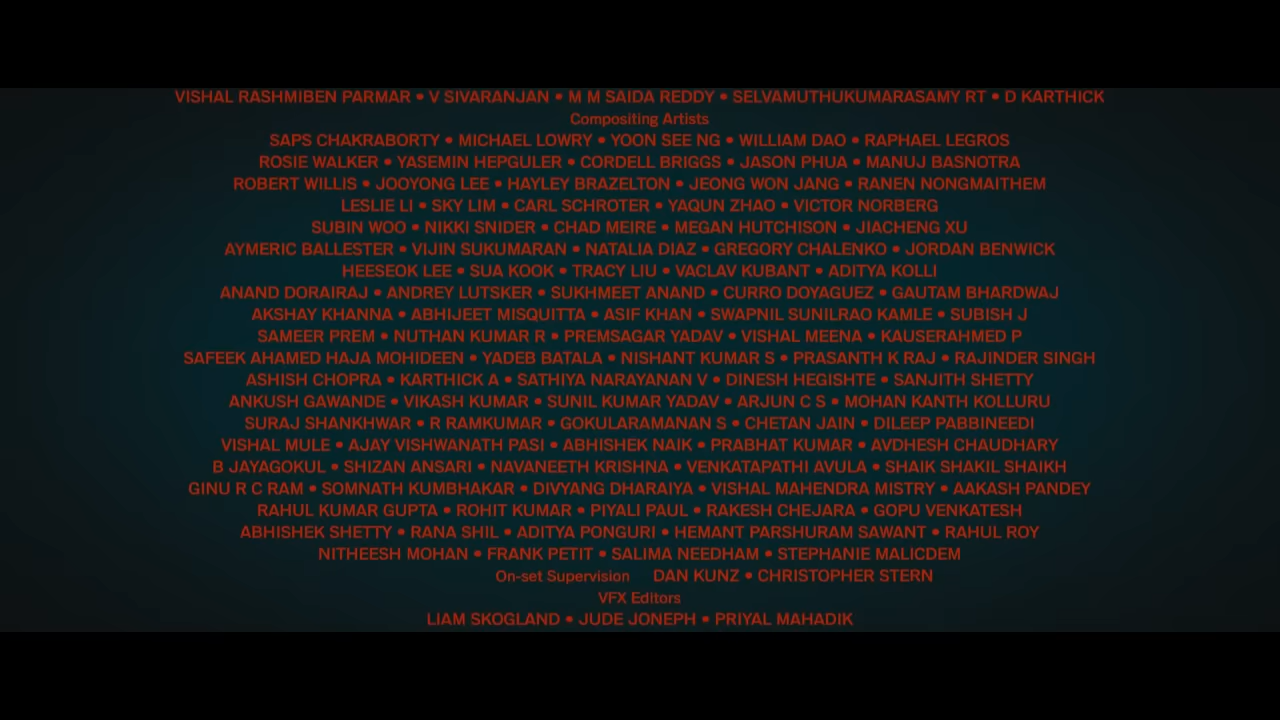 VISHAL RASHMIBEN PARMAR • V SIVARANJAN • M M SAIDA REDDY • SELVAMUTHUKUMARASAMY RT • D KARTHICK
Compositing Artists
SAPS CHAKRABORTY • MICHAEL LOWRY • YOON SEE NG • WILLIAM DAO • RAPHAEL LEGROS
ROSIE WALKER • YASEMIN HEPGULER • CORDELL BRIGGS • JASON PHUA • MANUJ BASNOTRA
ROBERT WILLIS • JOOYONG LEE • HAYLEY BRAZELTON • JEONG WON JANG • RANEN NONGMAITHEM
LESLIE LI • SKY LIM • CARL SCHROTER • YAQUN ZHAO • VICTOR NORBERG
SUBIN WOO • NIKKI SNIDER • CHAD MEIRE • MEGAN HUTCHISON • JIACHENG XU
AYMERIC BALLESTER • VIJIN SUKUMARAN • NATALIA DIAZ • GREGORY CHALENKO • JORDAN BENWICK
HEESEOK LEE • SUA KOOK • TRACY LIU • VACLAV KUBANT • ADITYA KOLLI
ANAND DORAIRAJ • ANDREY LUTSKER • SUKHMEET ANAND • CURRO DOYAGUEZ • GAUTAM BHARDWAJ
AKSHAY KHANNA • ABHIJEET MISQUITTA • ASIF KHAN • SWAPNIL SUNILRAO KAMLE • SUBISH J
SAMEER PREM • NUTHAN KUMAR R • PREMSAGAR YADAV • VISHAL MEENA • KAUSERAHMED P
SAFEEK AHAMED HAJA MOHIDEEN • YADEB BATALA • NISHANT KUMAR S • PRASANTH K RAJ • RAJINDER SINGH
ASHISH CHOPRA • KARTHICK A • SATHIYA NARAYANAN V • DINESH HEGISHTE • SANJITH SHETTY
ANKUSH GAWANDE • VIKASH KUMAR • SUNIL KUMAR YADAV • ARJUN C S • MOHAN KANTH KOLLURU
SURAJ SHANKHWAR • R RAMKUMAR • GOKULARAMANAN S • CHETAN JAIN • DILEEP PABBINEEDI
VISHAL MULE • AJAY VISHWANATH PASI • ABHISHEK NAIK • PRABHAT KUMAR • AVDHESH CHAUDHARY
B JAYAGOKUL • SHIZAN ANSARI • NAVANEETH KRISHNA • VENKATAPATHI AVULA • SHAIK SHAKIL SHAIKH
GINU R C RAM • SOMNATH KUMBHAKAR • DIVYANG DHARAIYA • VISHAL MAHENDRA MISTRY • AAKASH PANDEY
RAHUL KUMAR GUPTA • ROHIT KUMAR • PIYALI PAUL • RAKESH CHEJARA • GOPU VENKATESH
ABHISHEK SHETTY • RANA SHIL • ADITYA PONGURI • HEMANT PARSHURAM SAWANT • RAHUL ROY
NITHEESH MOHAN • FRANK PETIT • SALIMA NEEDHAM • STEPHANIE MALICDEM
On-set Supervision DAN KUNZ • CHRISTOPHER STERN
VFX Editors
LIAM SKOGLAND • JUDE JONEPH • PRIYAL MAHADIK